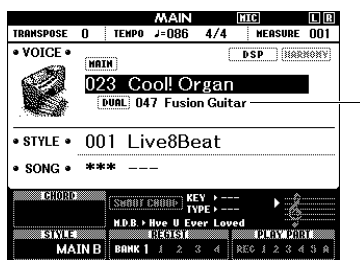 MAIN MIC L R
TRANSPOSE 0 TEMPO ♩=086 4/4 MEASURE 001
• VOICE • DSP HARMONY
MAIN
023 Cool! Organ
DUAL 047 Fusion Guitar
• STYLE • 001 Live8Beat
• SONG • *** ---
CHORD SMART CHORD KEY ▸ ---
TYPE ▸ ---
M.D.B. ▸ Hve U Ever Loved
STYLE REGIST PLAY PART
MAIN B BANK 1 1 2 3 4 REC 1 2 3 4 5 A